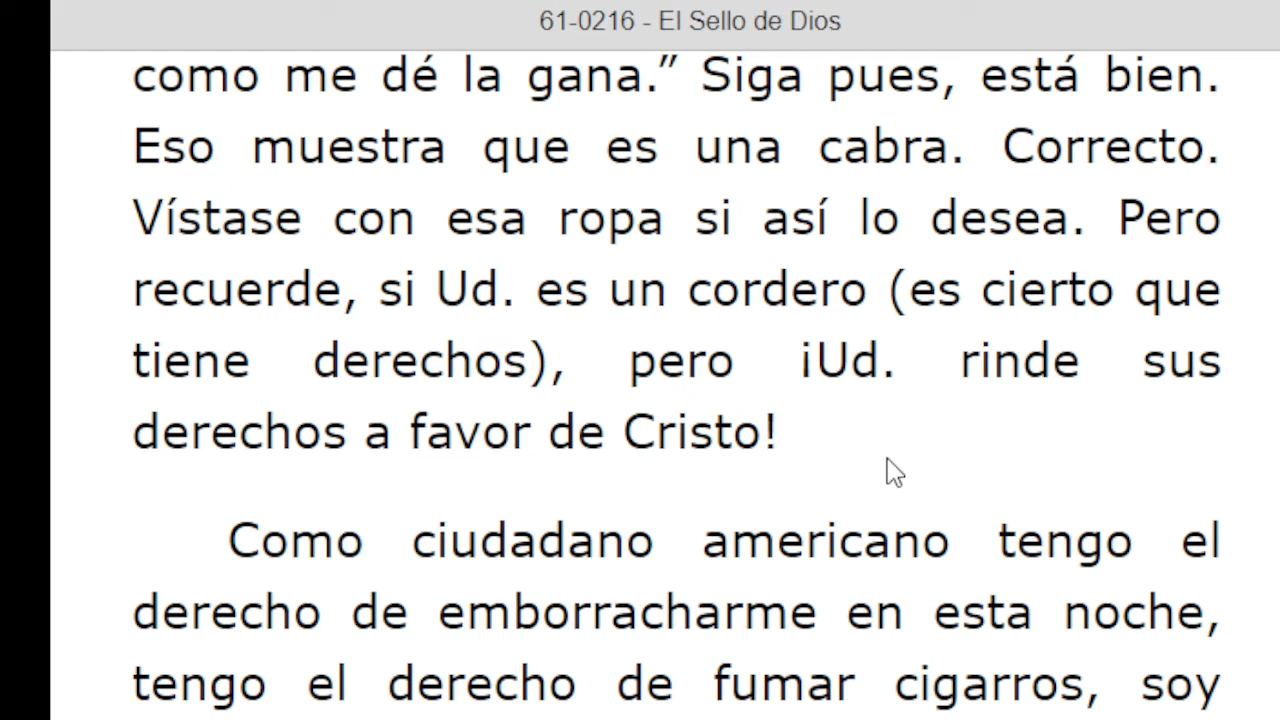 61-0216 - El Sello de Dios
como me dé la gana.” Siga pues, está bien.
Eso muestra que es una cabra. Correcto.
Vístase con esa ropa si así lo desea. Pero
recuerde, si Ud. es un cordero (es cierto que
tiene derechos), pero ¡Ud. rinde sus
derechos a favor de Cristo!
Como ciudadano americano tengo el
derecho de emborracharme en esta noche,
tengo el derecho de fumar cigarros, soy